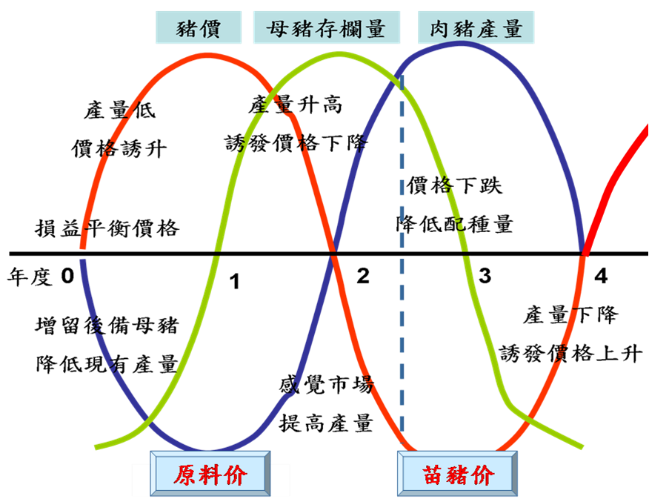 豬價
母豬存欄量
肉豬產量
產量低
價格誘升
產量升高
誘發價格下降
價格下跌
降低配種量
損益平衡價格
年度 0
1
2
3
4
增留後備母豬
降低現有產量
感覺市場
提高產量
產量下降
誘發價格上升
原料价
苗豬价